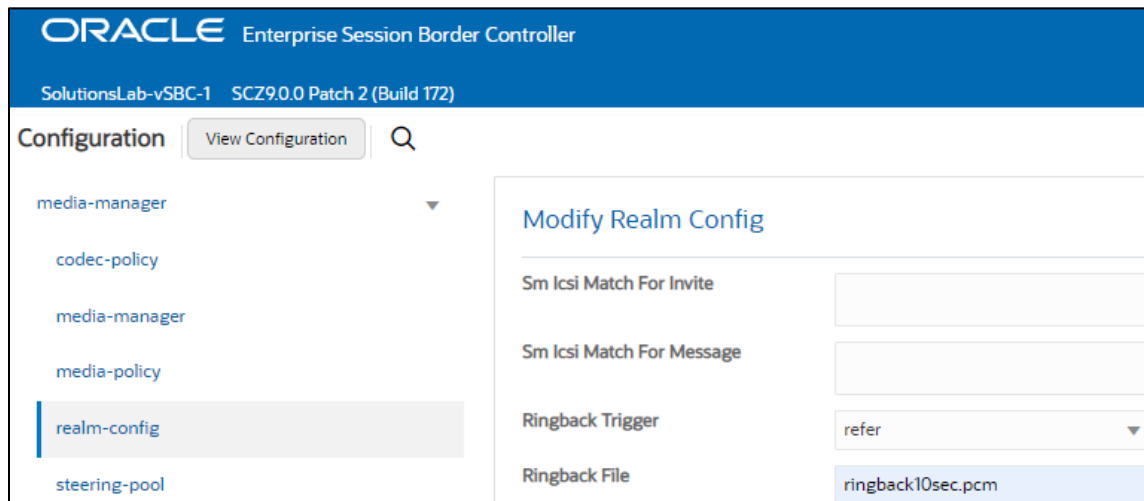 ORACLE Enterprise Session Border Controller
SolutionsLab-vSBC-1 SCZ9.0.0 Patch 2 (Build 172)
Configuration View Configuration
media-manager
codec-policy
media-manager
media-policy
realm-config
steering-pool
Modify Realm Config
Sm Icsi Match For Invite
Sm Icsi Match For Message
Ringback Trigger refer
Ringback File ringback10sec.pcm